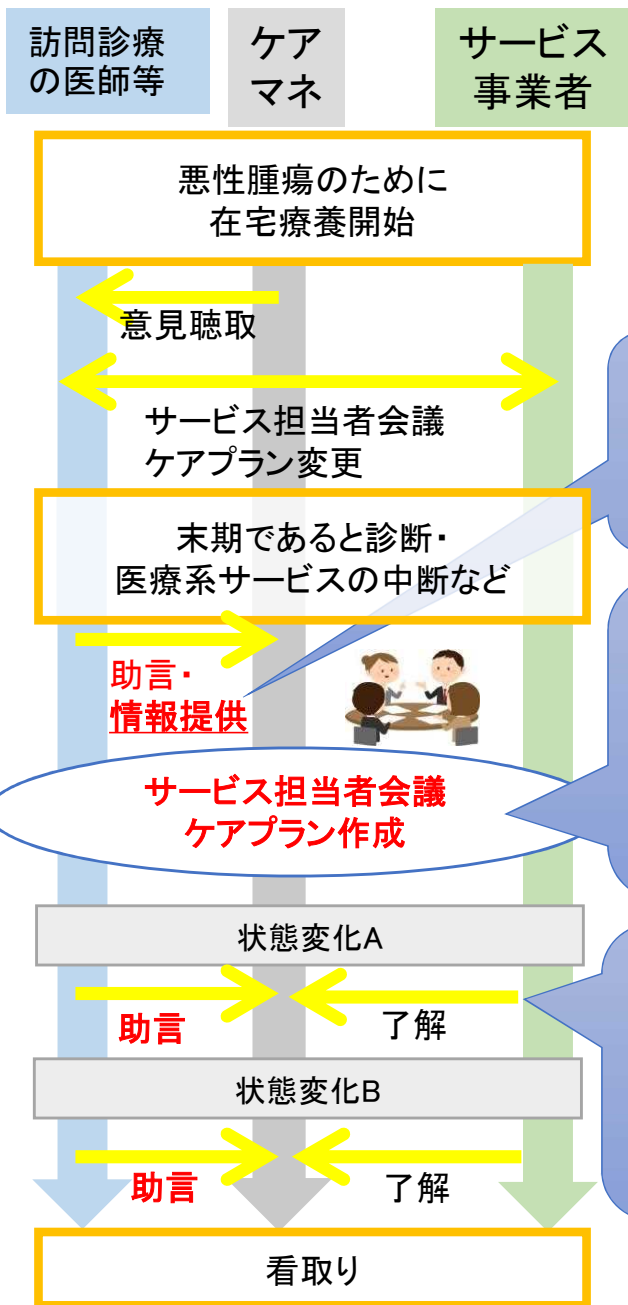 訪問診療
の医師等
ケア
マネ
サービス
事業者
悪性腫瘍のために
在宅療養開始
意見聴取
サービス担当者会議
ケアプラン変更
末期であると診断・
医療系サービスの中断など
助言・
情報提供
サービス担当者会議
ケアプラン作成
状態変化A
助言
了解
状態変化B
助言
了解
看取り